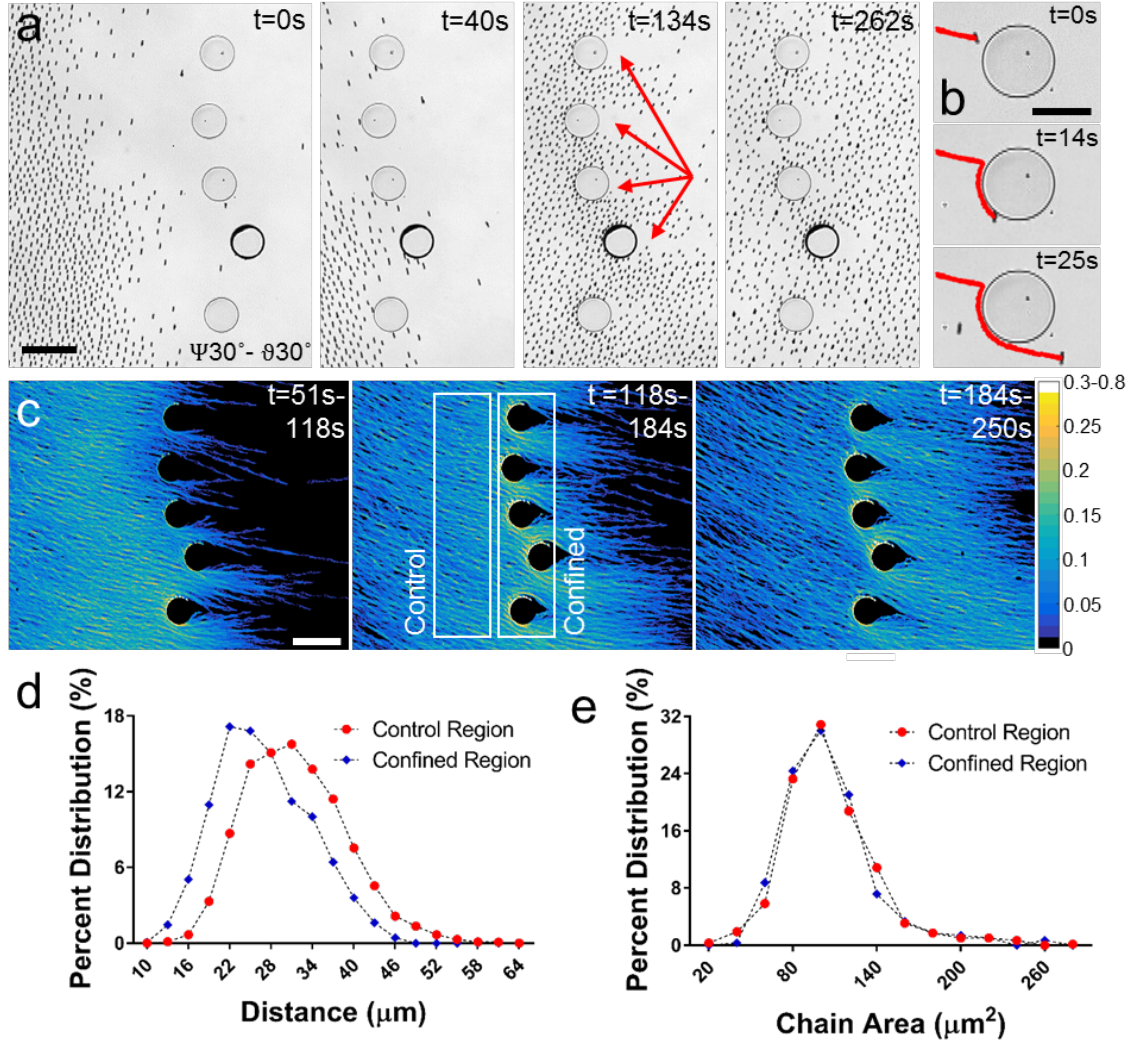 a
t=0s
t=40s
t=134s
t=262s
Ψ30°- ϑ30°
b
t=0s
t=14s
t=25s
c
t=51s-
118s
t =118s-
184s
t=184s-
250s
Control
Confined
0.3-0.8
0.25
0.2
0.15
0.1
0.05
0
d
Percent Distribution (%)
18
12
6
0
Control Region
Confined Region
10 16 22 28 34 40 46 52 58 64
Distance (μm)
e
Percent Distribution (%)
32
24
16
8
0
Control Region
Confined Region
20 80 140 200 260
Chain Area (μm²)